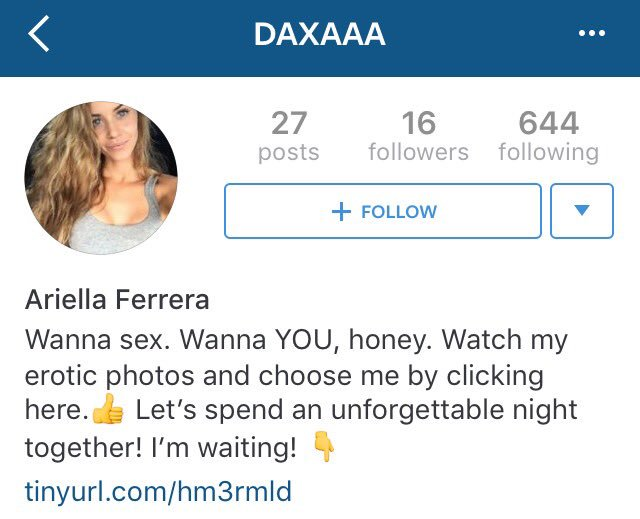 DAXAAA
27 16 644
posts followers following
+ FOLLOW
Ariella Ferrera
Wanna sex. Wanna YOU, honey. Watch my
erotic photos and choose me by clicking
here.👍 Let’s spend an unforgettable night
together! I’m waiting! 👇
tinyurl.com/hm3rmld